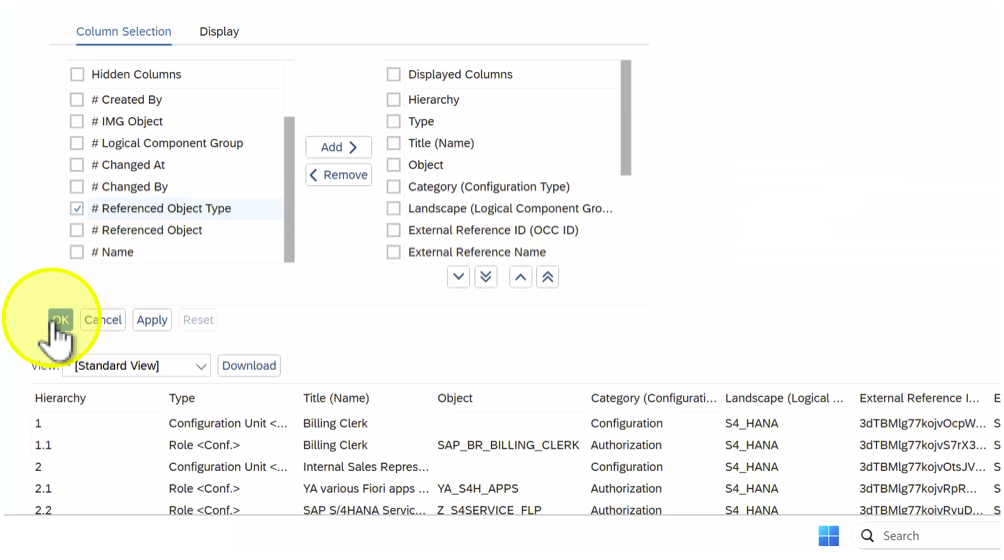 Column Selection Display
Hidden Columns
# Created By
# IMG Object
# Logical Component Group
# Changed At
# Changed By
# Referenced Object Type
# Referenced Object
# Name
Add
Remove
Displayed Columns
Hierarchy
Type
Title (Name)
Object
Category (Configuration Type)
Landscape (Logical Component Gro...
External Reference ID (OCC ID)
External Reference Name
OK Cancel Apply Reset
View: [Standard View] Download
Hierarchy Type Title (Name) Object Category (Configurati... Landscape (Logical ... External Reference I... E
1 Configuration Unit <... Billing Clerk Configuration S4_HANA 3dTBMlg77kojvOcpW... S
1.1 Role <Conf.> Billing Clerk SAP_BR_BILLING_CLERK Authorization S4_HANA 3dTBMlg77kojvS7rX3... S
2 Configuration Unit <... Internal Sales Repres... Configuration S4_HANA 3dTBMlg77kojvOtsJV... S
2.1 Role <Conf.> YA various Fiori apps ... YA_S4H_APPS Authorization S4_HANA 3dTBMlg77kojvRpR... S
2.2 Role <Conf.> SAP S/4HANA Servic... Z_S4SERVICE_FLP Authorization S4_HANA 3dTBMlg77kojvRyuD... S
Search